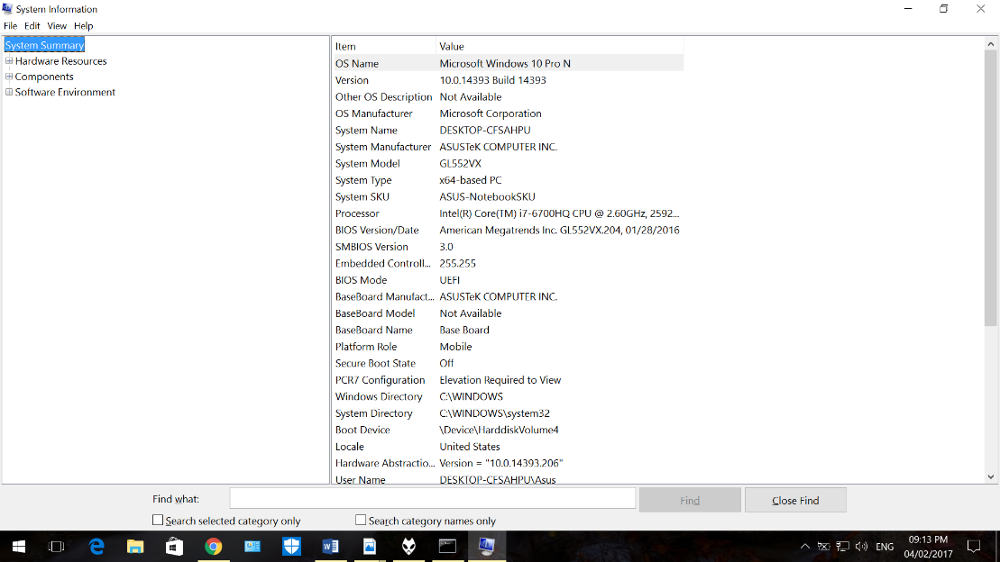 System Information
File Edit View Help
System Summary
Hardware Resources
Components
Software Environment
Item Value
OS Name Microsoft Windows 10 Pro N
Version 10.0.14393 Build 14393
Other OS Description Not Available
OS Manufacturer Microsoft Corporation
System Name DESKTOP-CFSAHPU
System Manufacturer ASUSTeK COMPUTER INC.
System Model GL552VX
System Type x64-based PC
System SKU ASUS-NotebookSKU
Processor Intel(R) Core(TM) i7-6700HQ CPU @ 2.60GHz, 2592...
BIOS Version/Date American Megatrends Inc. GL552VX.204, 01/28/2016
SMBIOS Version 3.0
Embedded Controll... 255.255
BIOS Mode UEFI
BaseBoard Manufact... ASUSTeK COMPUTER INC.
BaseBoard Model Not Available
BaseBoard Name Base Board
Platform Role Mobile
Secure Boot State Off
PCR7 Configuration Elevation Required to View
Windows Directory C:\WINDOWS
System Directory C:\WINDOWS\system32
Boot Device \Device\HarddiskVolume4
Locale United States
Hardware Abstractio... Version = "10.0.14393.206"
User Name DESKTOP-CFSAHPU\Asus
Find what: Find Close Find
Search selected category only Search category names only
ENG
09:13 PM
04/02/2017